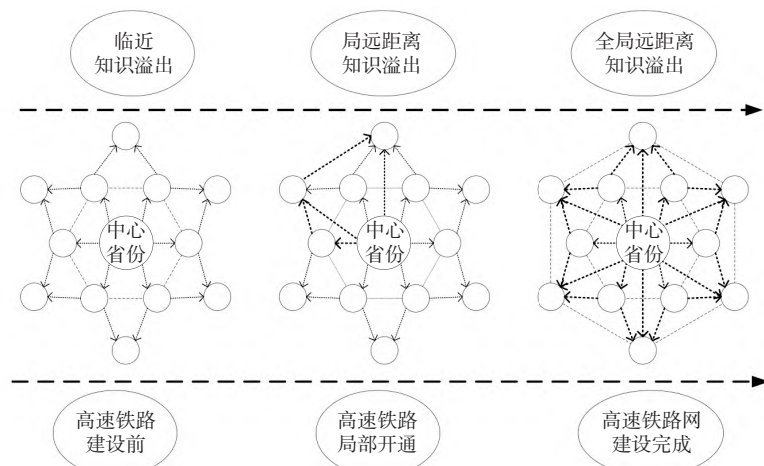 临近
知识溢出
局远距离
知识溢出
全局远距离
知识溢出
中心
省份
中心
省份
中心
省份
高速铁路
建设前
高速铁路
局部开通
高速铁路网
建设完成